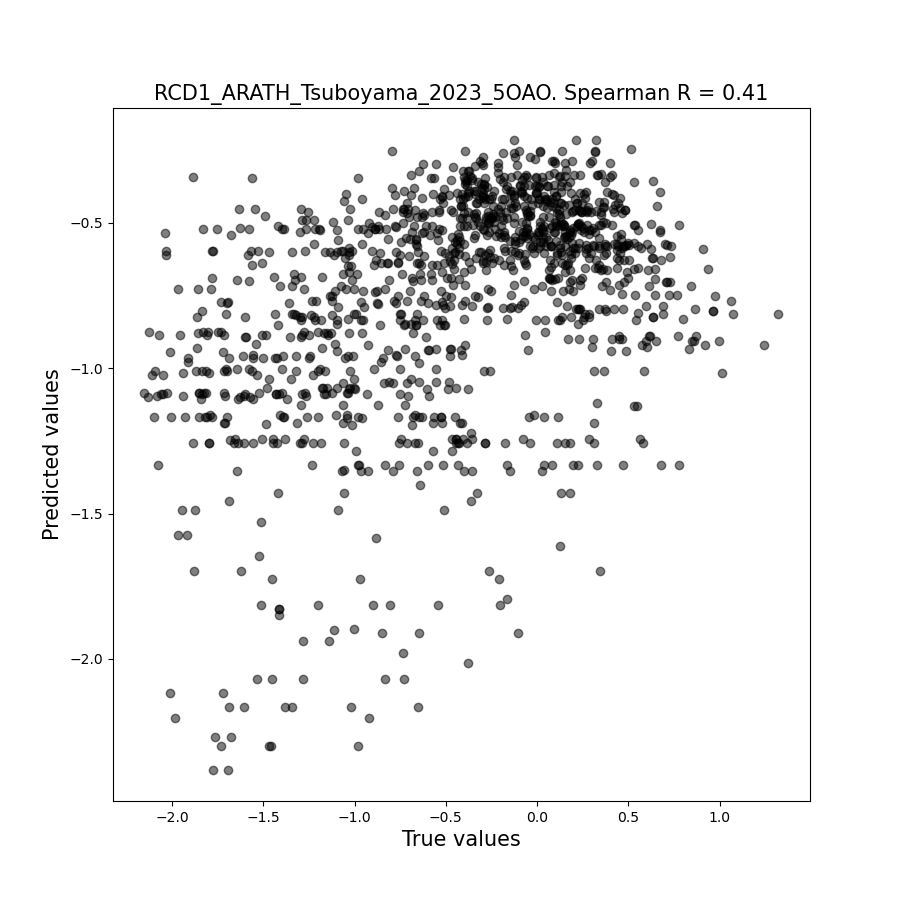 RCD1_ARATH_Tsuboyama_2023_5OAO. Spearman R = 0.41
Predicted values
−0.5
−1.0
−1.5
−2.0
−2.0 −1.5 −1.0 −0.5 0.0 0.5 1.0
True values